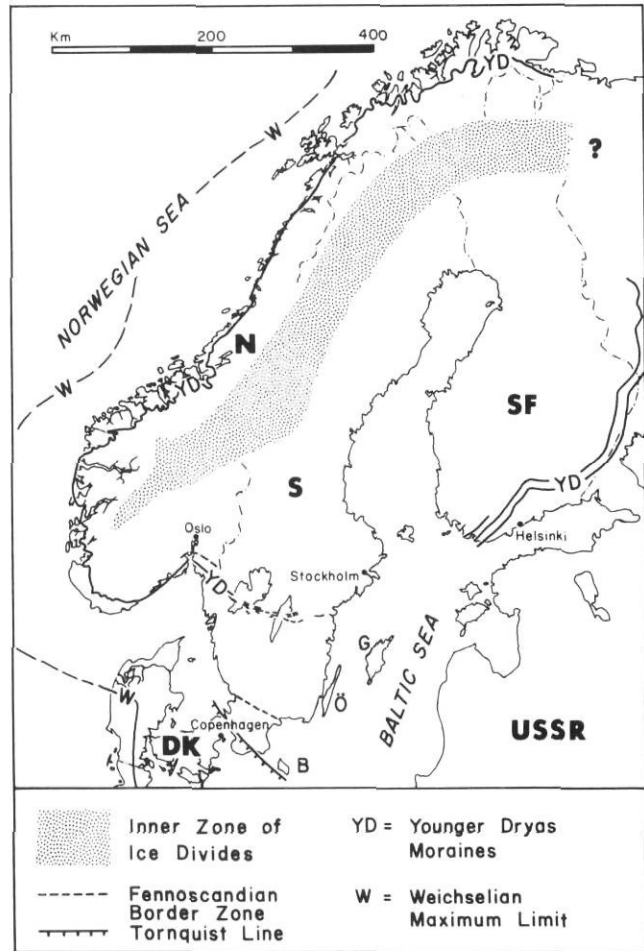 Km 200 400
YD
W
?
W
NORWEGIAN SEA
N
W
YD
SF
S
YD
Oslo
Helsinki
YD
Stockholm
G
BALTIC SEA
W
Ö
Copenhagen
USSR
DK
B
Inner Zone of
Ice Divides
YD = Younger Dryas
Moraines
Fennoscandian
Border Zone
Tornquist Line
W = Weichselian
Maximum Limit